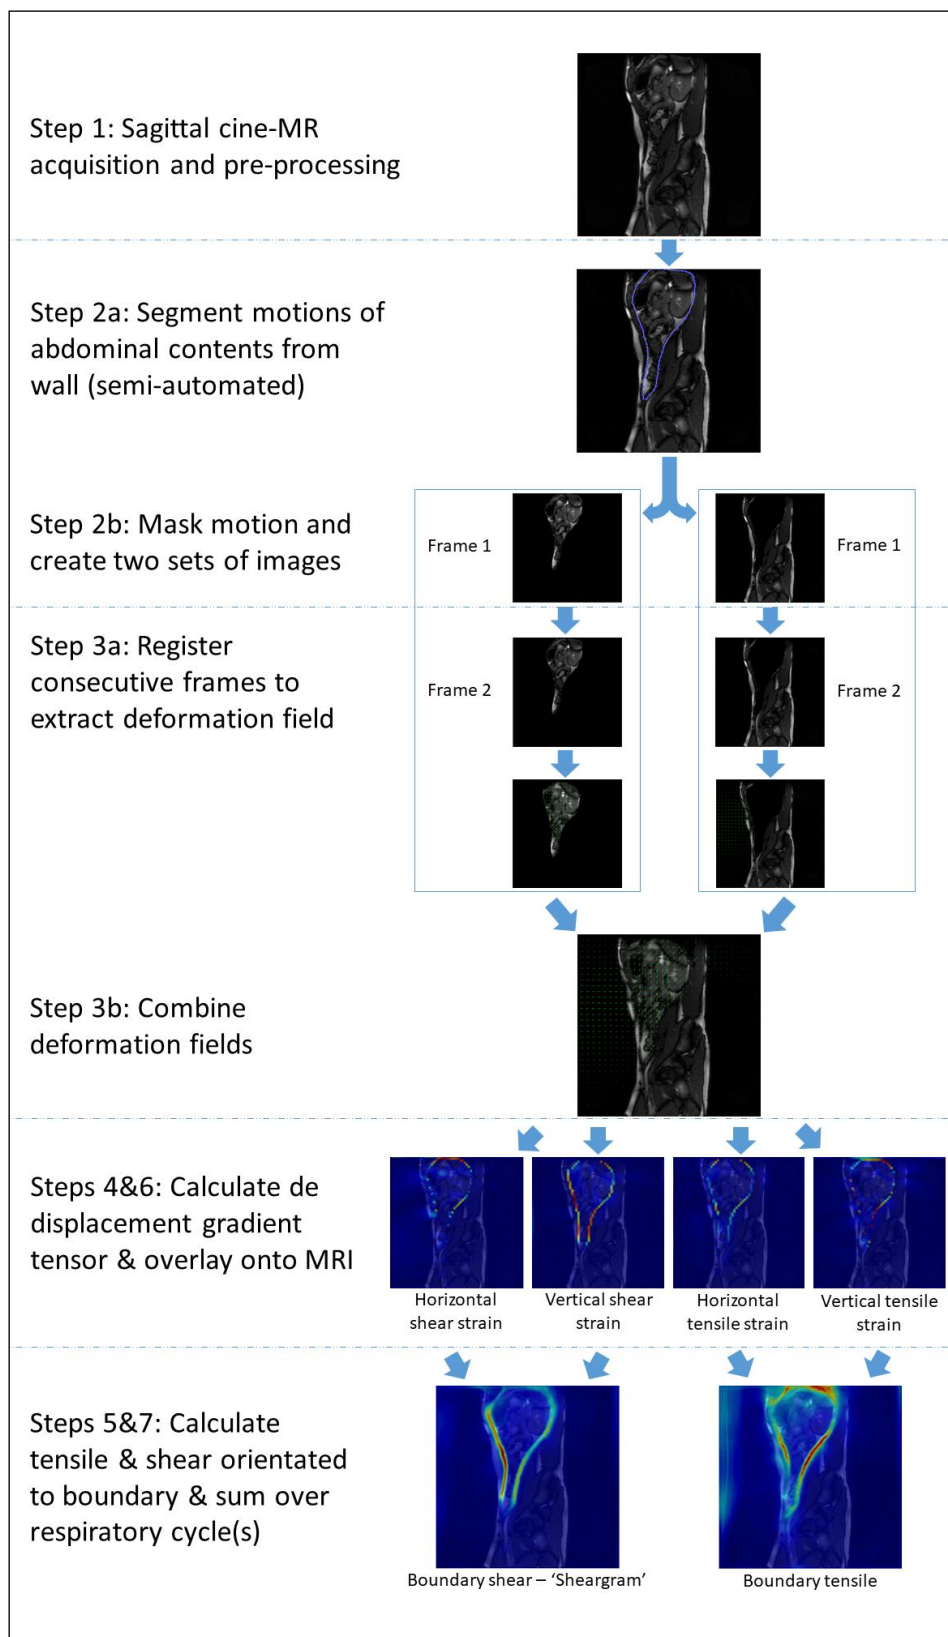 Step 1: Sagittal cine-MR
acquisition and pre-processing
Step 2a: Segment motions of
abdominal contents from
wall (semi-automated)
Step 2b: Mask motion and
create two sets of images
Frame 1
Frame 1
Step 3a: Register
consecutive frames to
extract deformation field
Frame 2
Frame 2
Step 3b: Combine
deformation fields
Steps 4&6: Calculate de
displacement gradient
tensor & overlay onto MRI
Horizontal
shear strain
Vertical shear
strain
Horizontal
tensile strain
Vertical tensile
strain
Steps 5&7: Calculate
tensile & shear orientated
to boundary & sum over
respiratory cycle(s)
Boundary shear – ‘Sheargram’
Boundary tensile